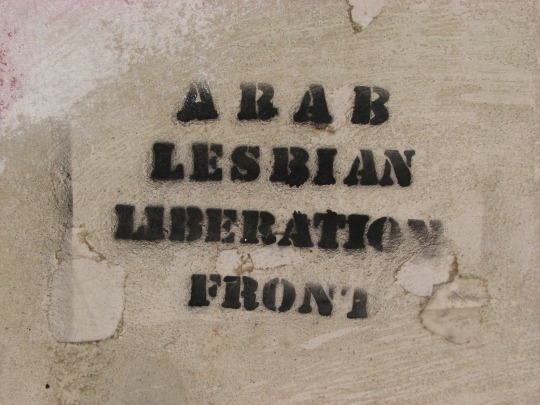 ARAB
LESBIAN
LIBERATION
FRONT